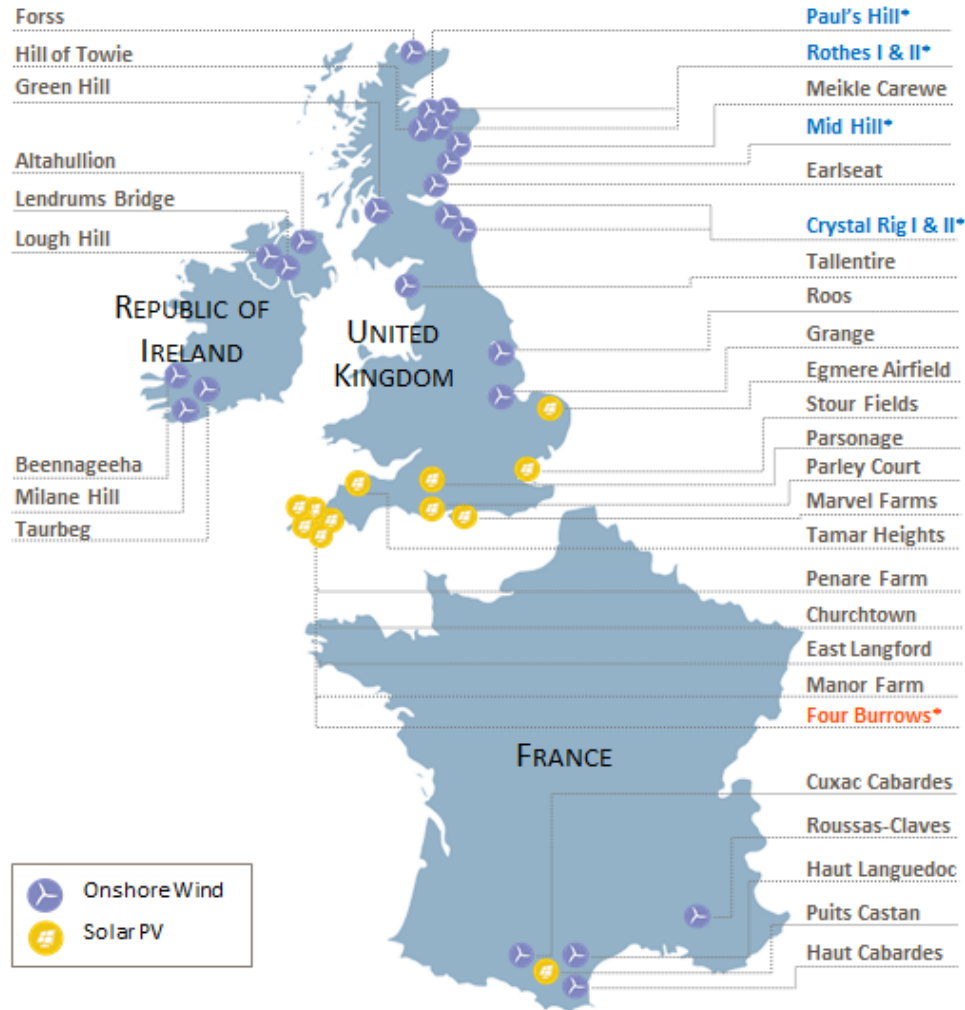 Forss
Hill of Towie
Green Hill
Altahullion
Lendrums Bridge
Lough Hill
REPUBLIC OF
IRELAND
UNITED
KINGDOM
Beennageeha
Milane Hill
Taurbeg
Paul's Hill*
Rothes I & II*
Meikle Carewe
Mid Hill*
Earlseat
Crystal Rig I & II*
Tallentire
Roos
Grange
Egmere Airfield
Stour Fields
Parsonage
Parley Court
Marvel Farms
Tamar Heights
Penare Farm
Churchtown
East Langford
Manor Farm
Four Burrows*
FRANCE
Cuxac Cabardes
Roussas-Claves
Haut Languedoc
Puits Castan
Haut Cabardes
Onshore Wind
Solar PV